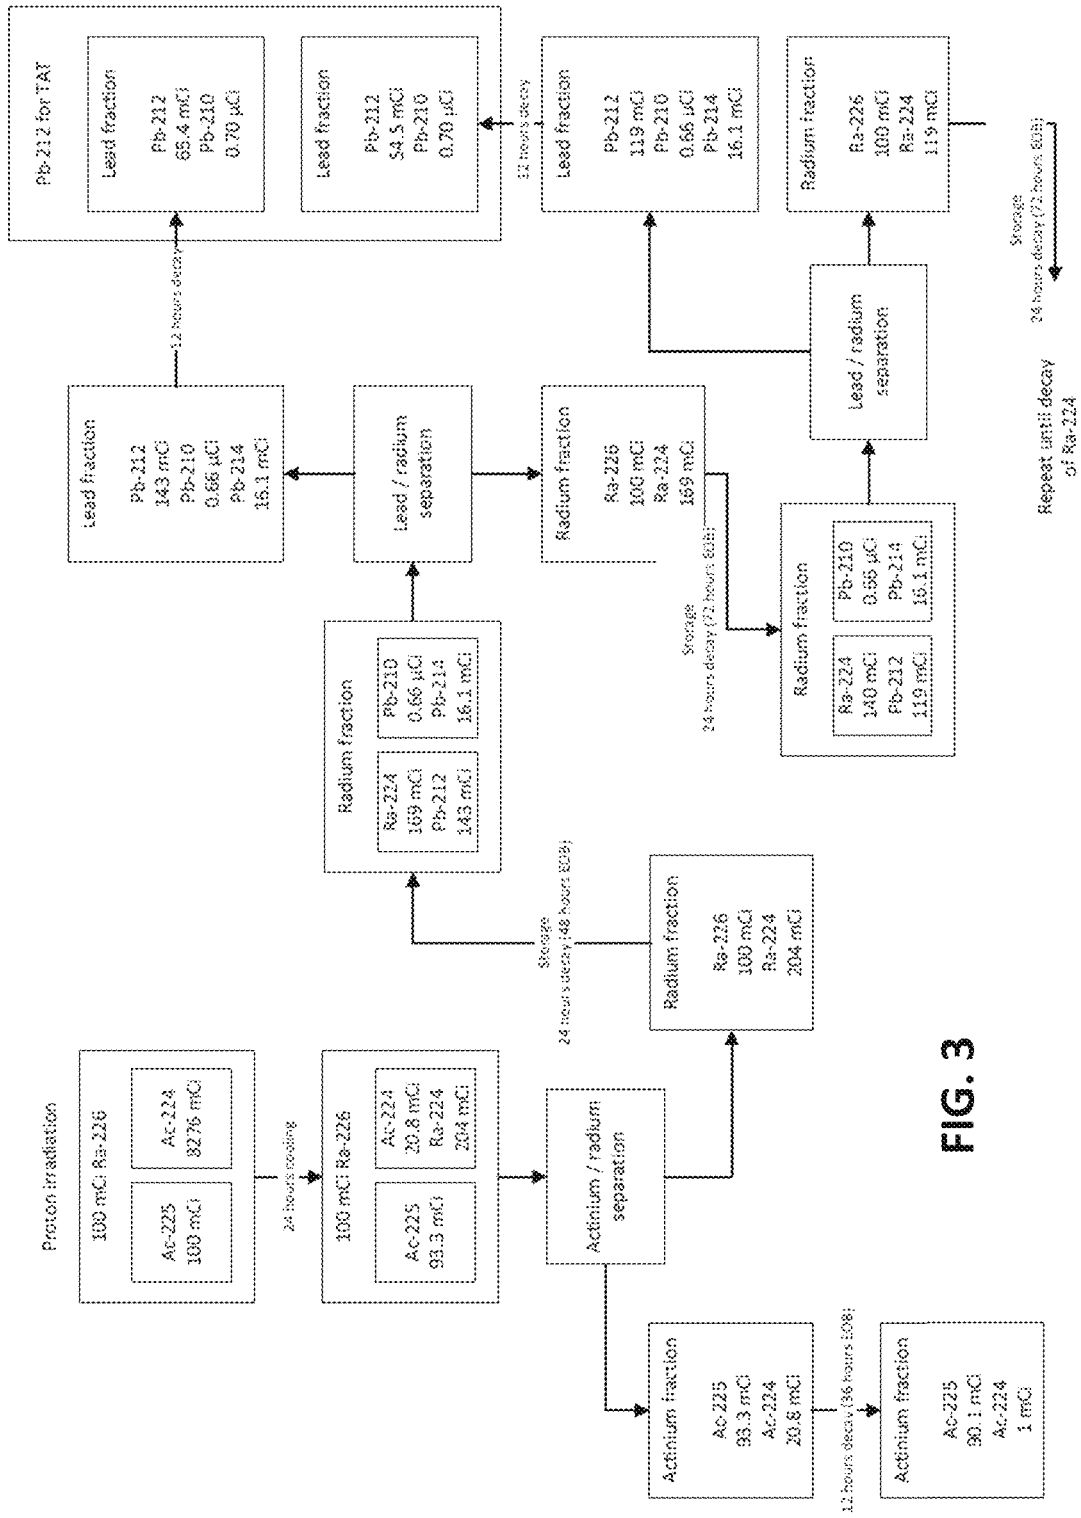 Proton irradiation
100 mCi Ra-226
Ac-225
100 mCi
Ac-224
8276 mCi
24 hours cooling
100 mCi Ra-226
Ac-225
93.3 mCi
Ac-224
20.8 mCi
Ra-224
204 mCi
Actinium / radium
separation
Actinium fraction
Ac-225
93.3 mCi
Ac-224
20.8 mCi
12 hours decay (36 hours EOB)
Actinium fraction
Ac-225
90.1 mCi
Ac-224
1 mCi
Radium fraction
Ra-226
100 mCi
Ra-224
204 mCi
Storage
24 hours decay (48 hours EOB)
Radium fraction
Ra-224
169 mCi
Pb-212
143 mCi
Pb-210
0.66 µCi
Pb-214
16.1 mCi
Lead / radium
separation
Lead fraction
Pb-212
143 mCi
Pb-210
0.66 µCi
Pb-214
16.1 mCi
12 hours decay
Pb-212 for TAT
Lead fraction
Pb-212
65.4 mCi
Pb-210
0.70 µCi
Lead fraction
Pb-212
54.5 mCi
Pb-210
0.70 µCi
Radium fraction
Ra-226
100 mCi
Ra-224
169 mCi
Storage
24 hours decay (72 hours EOB)
Radium fraction
Ra-224
140 mCi
Pb-212
119 mCi
Pb-210
0.66 µCi
Pb-214
16.1 mCi
Lead / radium
separation
Lead fraction
Pb-212
119 mCi
Pb-210
0.66 µCi
Pb-214
16.1 mCi
12 hours decay
Radium fraction
Ra-226
100 mCi
Ra-224
119 mCi
Storage
24 hours decay (72 hours EOB)
Repeat until decay
of Ra-224
FIG. 3